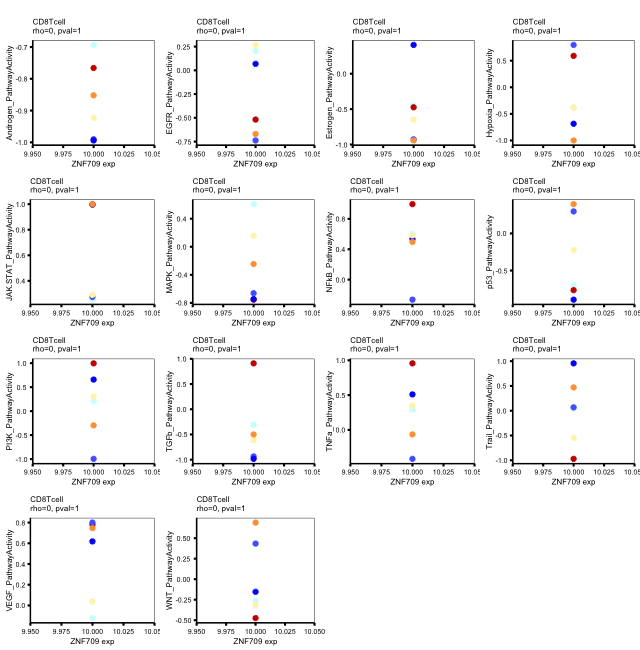 CD8Tcell
rho=0, pval=1
Androgen_PathwayActivity
-0.7
-0.8
-0.9
-1.0
9.950 9.975 10.000 10.025 10.05
ZNF709 exp
CD8Tcell
rho=0, pval=1
EGFR_PathwayActivity
0.25
0.00
-0.25
-0.50
-0.75
9.950 9.975 10.000 10.025 10.05
ZNF709 exp
CD8Tcell
rho=0, pval=1
Estrogen_PathwayActivity
0.0
-0.5
-1.0
9.950 9.975 10.000 10.025 10.05
ZNF709 exp
CD8Tcell
rho=0, pval=1
Hypoxia_PathwayActivity
0.5
0.0
-0.5
-1.0
9.950 9.975 10.000 10.025 10.05
ZNF709 exp
CD8Tcell
rho=0, pval=1
JAK.STAT_PathwayActivity
1.0
0.8
0.6
0.4
9.950 9.975 10.000 10.025 10.05
ZNF709 exp
CD8Tcell
rho=0, pval=1
MAPK_PathwayActivity
0.4
0.0
-0.4
-0.8
9.950 9.975 10.000 10.025 10.05
ZNF709 exp
CD8Tcell
rho=0, pval=1
NFkB_PathwayActivity
0.8
0.4
0.0
9.950 9.975 10.000 10.025 10.05
ZNF709 exp
CD8Tcell
rho=0, pval=1
p53_PathwayActivity
0.0
-0.5
9.950 9.975 10.000 10.025 10.05
ZNF709 exp
CD8Tcell
rho=0, pval=1
PI3K_PathwayActivity
1.0
0.5
0.0
-0.5
-1.0
9.950 9.975 10.000 10.025 10.05
ZNF709 exp
CD8Tcell
rho=0, pval=1
TGFb_PathwayActivity
1.0
0.5
0.0
-0.5
-1.0
9.950 9.975 10.000 10.025 10.05
ZNF709 exp
CD8Tcell
rho=0, pval=1
TNFa_PathwayActivity
1.0
0.5
0.0
9.950 9.975 10.000 10.025 10.05
ZNF709 exp
CD8Tcell
rho=0, pval=1
Trail_PathwayActivity
1.0
0.5
0.0
-0.5
-1.0
9.950 9.975 10.000 10.025 10.05
ZNF709 exp
CD8Tcell
rho=0, pval=1
VEGF_PathwayActivity
0.8
0.6
0.4
0.2
0.0
9.950 9.975 10.000 10.025 10.05
ZNF709 exp
CD8Tcell
rho=0, pval=1
WNT_PathwayActivity
0.50
0.25
0.00
-0.25
-0.50
9.950 9.975 10.000 10.025 10.050
ZNF709 exp